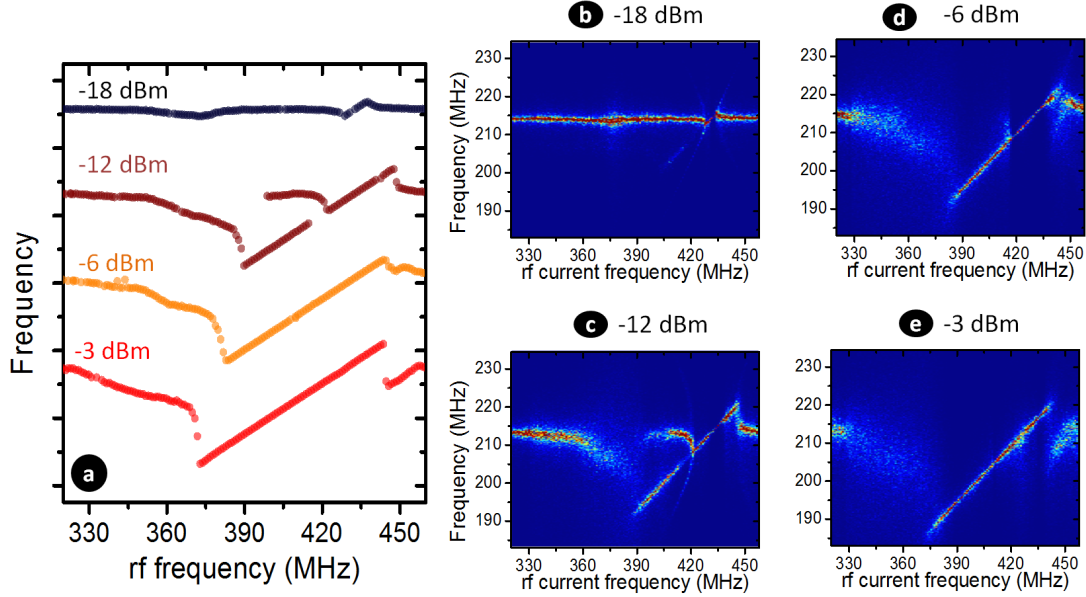 -18 dBm
-12 dBm
-6 dBm
-3 dBm
a
Frequency
330 360 390 420 450
rf frequency (MHz)
b -18 dBm
Frequency (MHz)
230
220
210
200
190
330 360 390 420 450
rf current frequency (MHz)
c -12 dBm
Frequency (MHz)
230
220
210
200
190
330 360 390 420 450
rf current frequency (MHz)
d -6 dBm
230
220
210
200
190
330 360 390 420 450
rf current frequency (MHz)
e -3 dBm
230
220
210
200
190
330 360 390 420 450
rf current frequency (MHz)